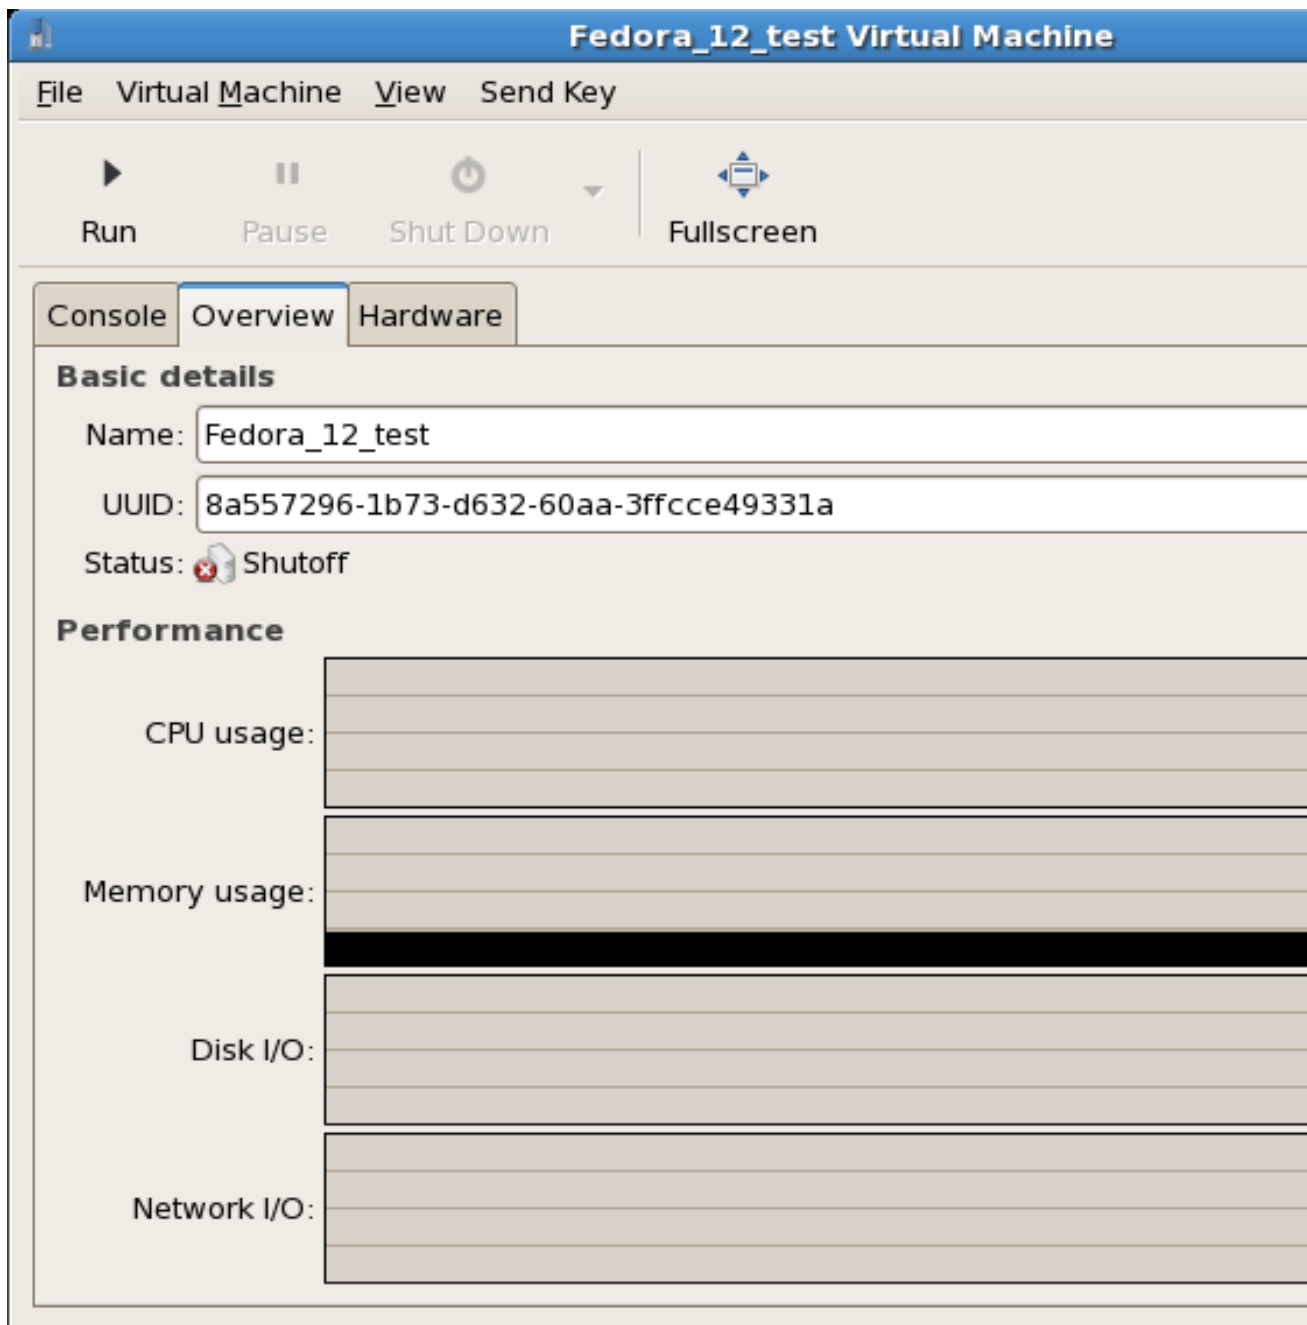 Fedora_12_test Virtual Machine
File Virtual Machine View Send Key
Run Pause Shut Down Fullscreen
Console Overview Hardware
Basic details
Name: Fedora_12_test
UUID: 8a557296-1b73-d632-60aa-3ffcce49331a
Status: Shutoff
Performance
CPU usage:
Memory usage:
Disk I/O:
Network I/O: